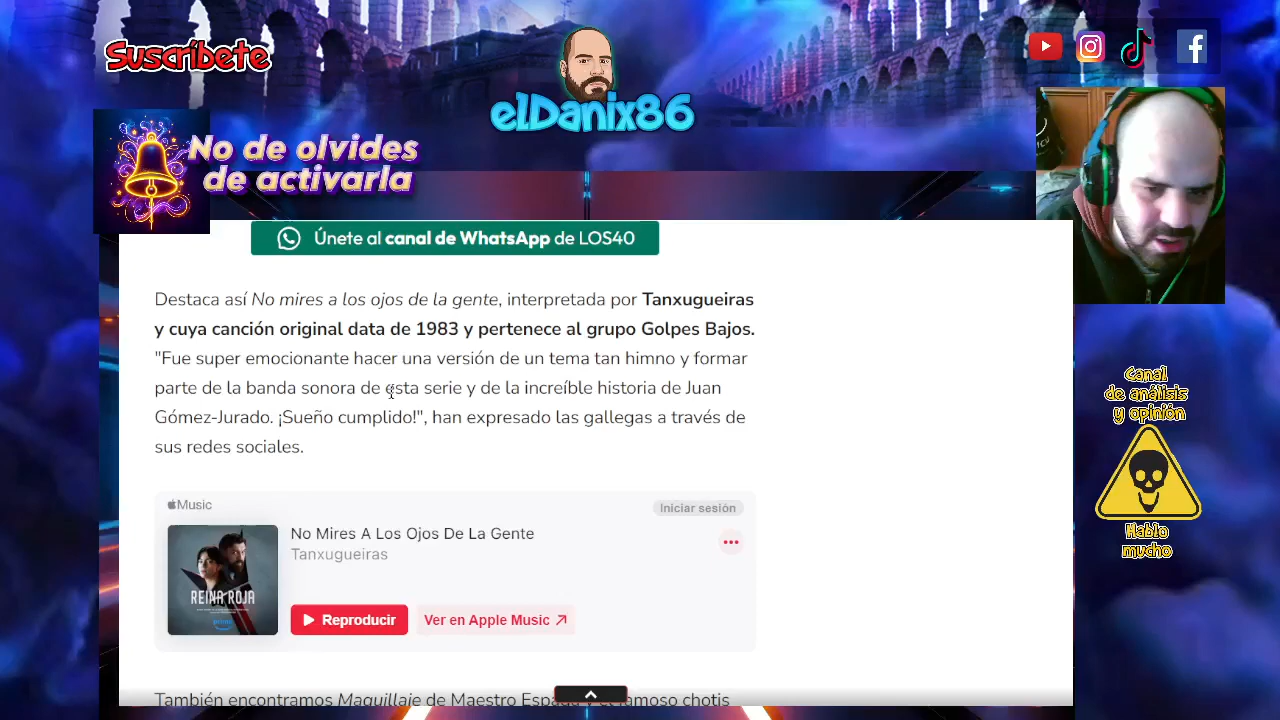 Suscríbete
elDanix86
No de olvides
de activarla
Únete al canal de WhatsApp de LOS40
Destaca así No mires a los ojos de la gente, interpretada por Tanxugueiras
y cuya canción original data de 1983 y pertenece al grupo Golpes Bajos.
"Fue super emocionante hacer una versión de un tema tan himno y formar
parte de la banda sonora de esta serie y de la increíble historia de Juan
Gómez-Jurado. ¡Sueño cumplido!", han expresado las gallegas a través de
sus redes sociales.
Music
Iniciar sesión
No Mires A Los Ojos De La Gente
Tanxugueiras
REINA ROJA
prime
Reproducir
Ver en Apple Music
También encontramos Maquillaje de Maestro Espada y el famoso chotis
Canal
de análisis
y opinión
Hablo
mucho